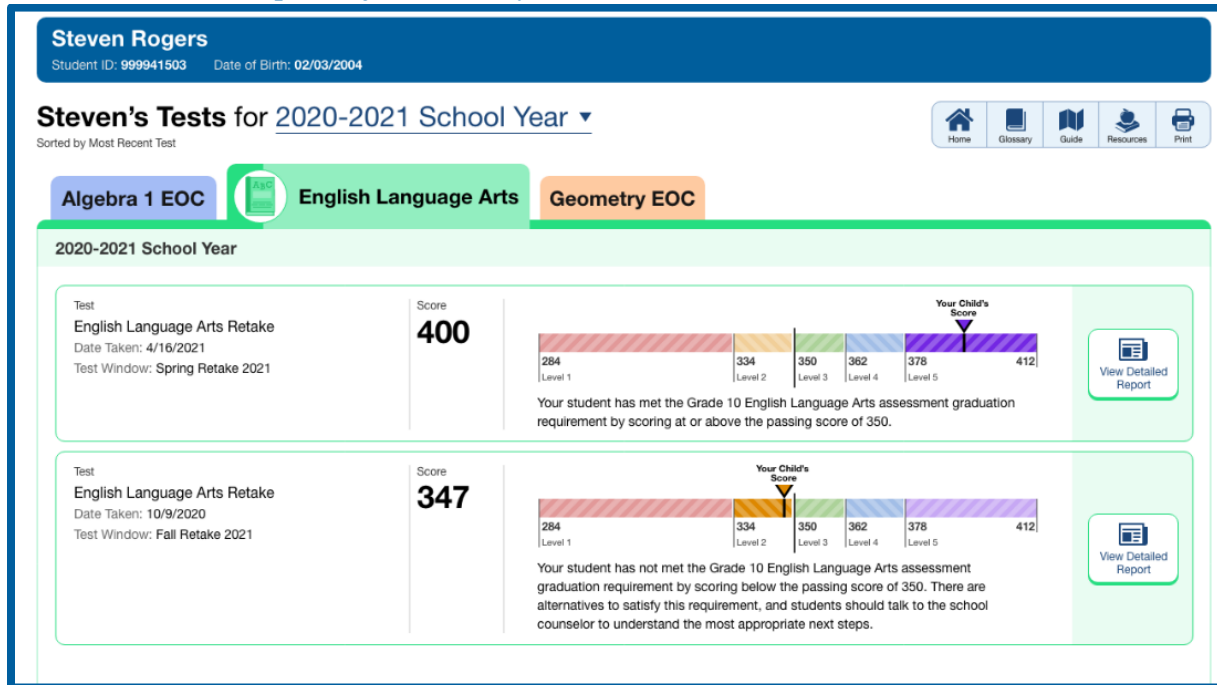 Steven Rogers
Student ID: 999941503 Date of Birth: 02/03/2004
Steven's Tests for 2020-2021 School Year
Sorted by Most Recent Test
Home Glossary Guide Resources Print
Algebra 1 EOC ABC English Language Arts Geometry EOC
2020-2021 School Year
Test
English Language Arts Retake
Date Taken: 4/16/2021
Test Window: Spring Retake 2021
Score
400
Your Child's
Score
284 334 350 362 378 412
Level 1 Level 2 Level 3 Level 4 Level 5
Your student has met the Grade 10 English Language Arts assessment graduation
requirement by scoring at or above the passing score of 350.
View Detailed
Report
Test
English Language Arts Retake
Date Taken: 10/9/2020
Test Window: Fall Retake 2021
Score
347
Your Child's
Score
284 334 350 362 378 412
Level 1 Level 2 Level 3 Level 4 Level 5
Your student has not met the Grade 10 English Language Arts assessment
graduation requirement by scoring below the passing score of 350. There are
alternatives to satisfy this requirement, and students should talk to the school
counselor to understand the most appropriate next steps.
View Detailed
Report